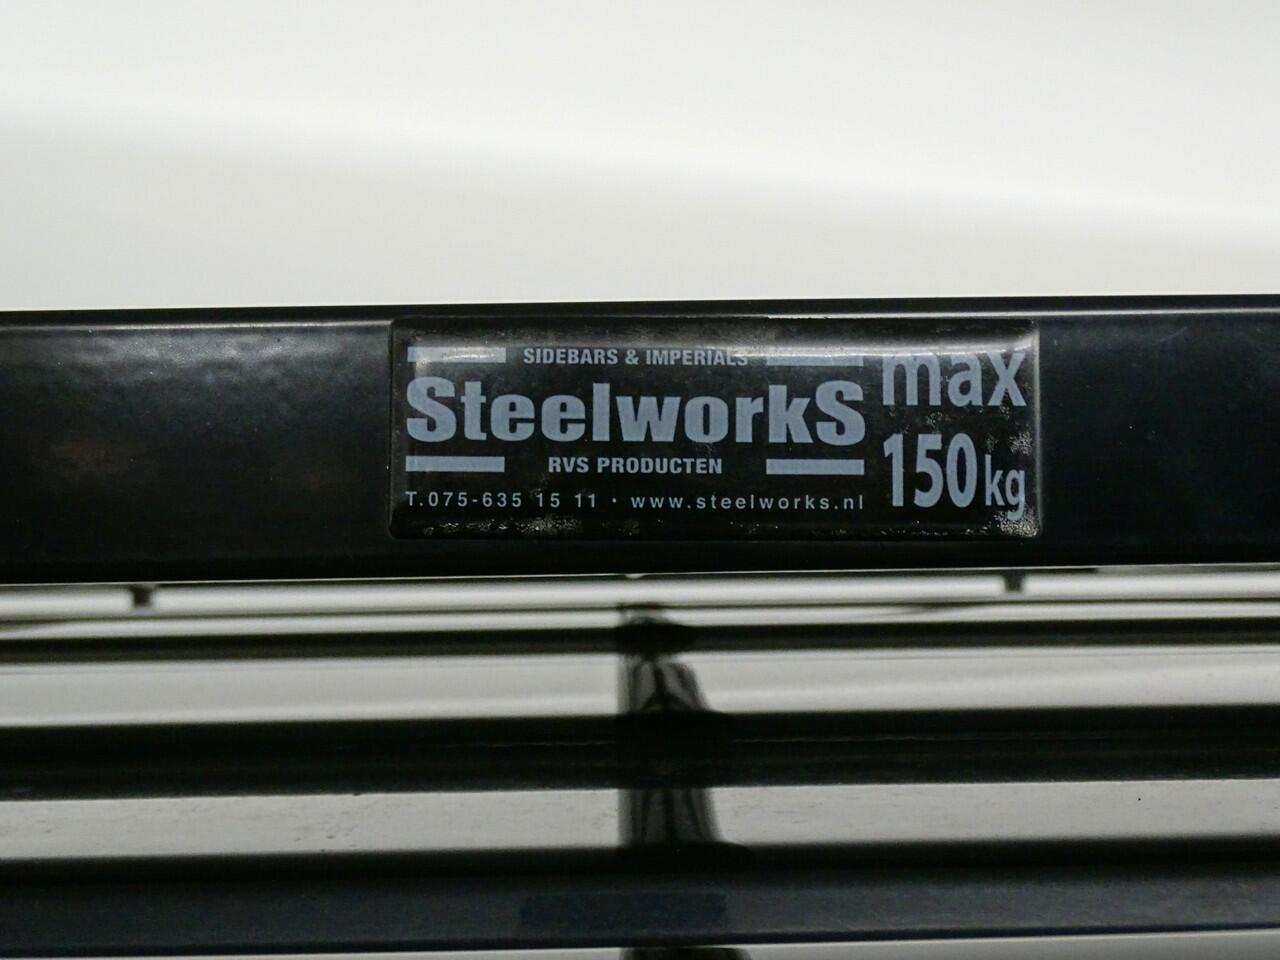 SIDEBARS & IMPERIALS
SteelworkS
RVS PRODUCTEN
T.075-635 15 11 · www.steelworks.nl
max
150kg